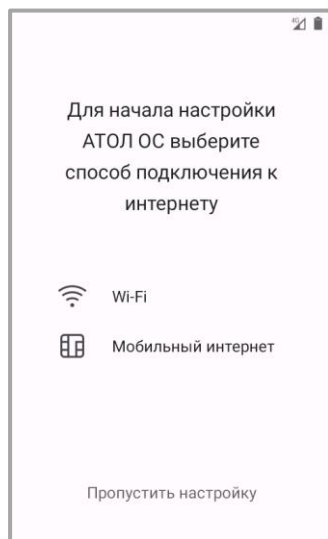 4G
Для начала настройки
АТОЛ ОС выберите
способ подключения к
интернету
Wi-Fi
Мобильный интернет
Пропустить настройку